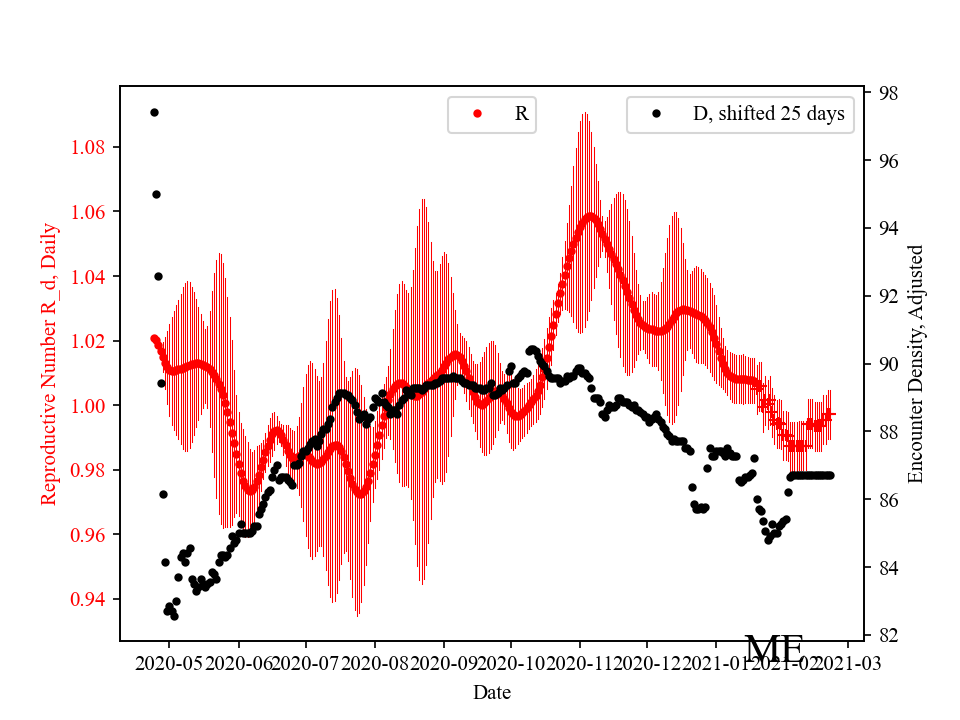 R
D, shifted 25 days
Reproductive Number R_d, Daily
1.08
1.06
1.04
1.02
1.00
0.98
0.96
0.94
98
96
94
92
90
88
86
84
82
Encounter Density, Adjusted
2020-05 2020-06 2020-07 2020-08 2020-09 2020-10 2020-11 2020-12 2021-01 2021-02 2021-03
ME
Date